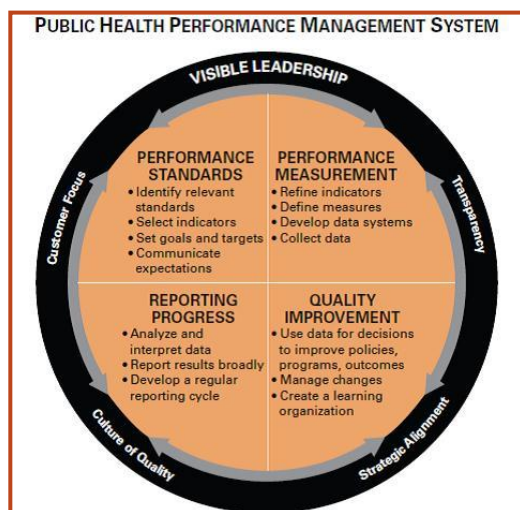 PUBLIC HEALTH PERFORMANCE MANAGEMENT SYSTEM
VISIBLE LEADERSHIP
Customer Focus
Transparency
PERFORMANCE
STANDARDS
• Identify relevant
standards
• Select indicators
• Set goals and targets
• Communicate
expectations
PERFORMANCE
MEASUREMENT
• Refine indicators
• Define measures
• Develop data systems
• Collect data
REPORTING
PROGRESS
• Analyze and
interpret data
• Report results broadly
• Develop a regular
reporting cycle
QUALITY
IMPROVEMENT
• Use data for decisions
to improve policies,
programs, outcomes
• Manage changes
• Create a learning
organization
Culture of Quality
Strategic Alignment